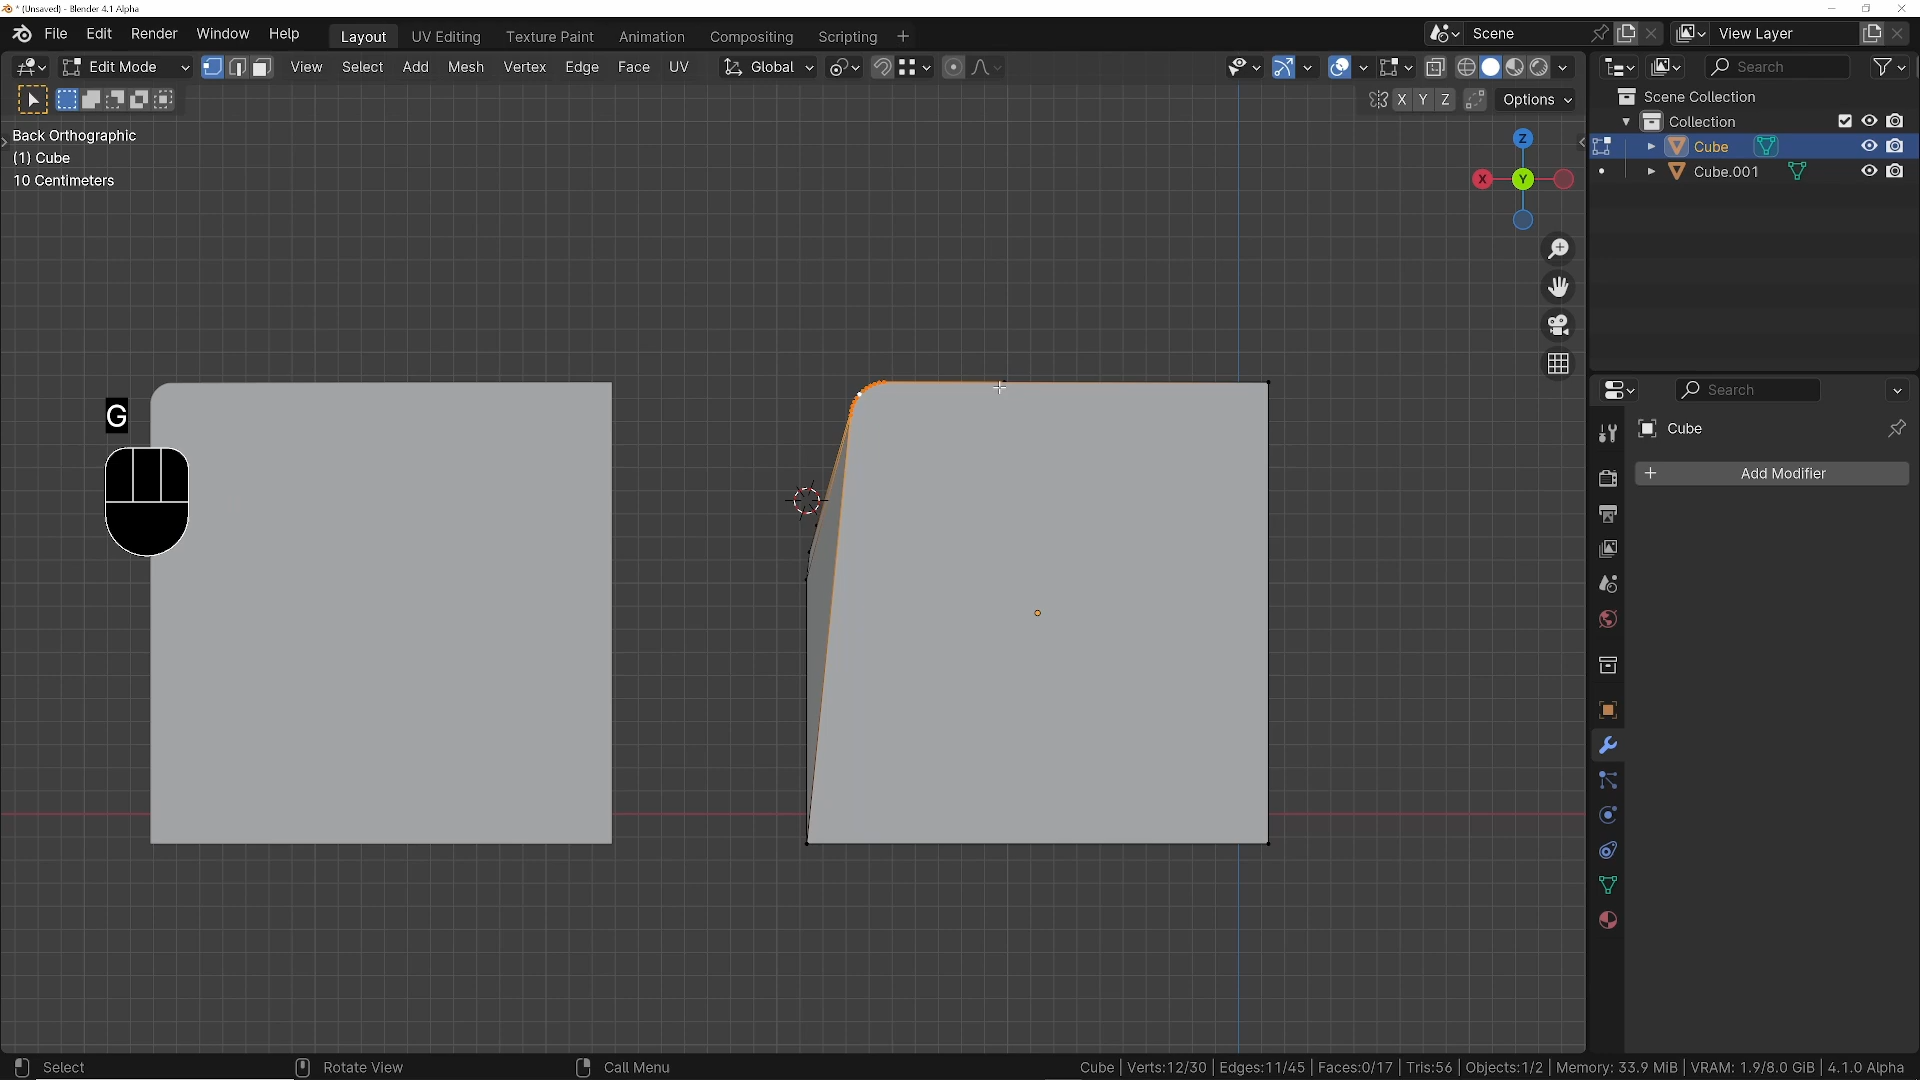 * (Unsaved) - Blender 4.1 Alpha
File Edit Render Window Help Layout UV Editing Texture Paint Animation Compositing Scripting + Scene View Layer
Edit Mode View Select Add Mesh Vertex Edge Face UV Global Search
X Y Z Options
Scene Collection
Collection
Cube
Cube.001
Back Orthographic
(1) Cube
10 Centimeters
Z
X Y
Search
G
Cube
+ Add Modifier
Select Rotate View Call Menu Cube | Verts:12/30 | Edges:11/45 | Faces:0/17 | Tris:56 | Objects:1/2 | Memory: 33.9 MiB | VRAM: 1.9/8.0 GiB | 4.1.0 Alpha